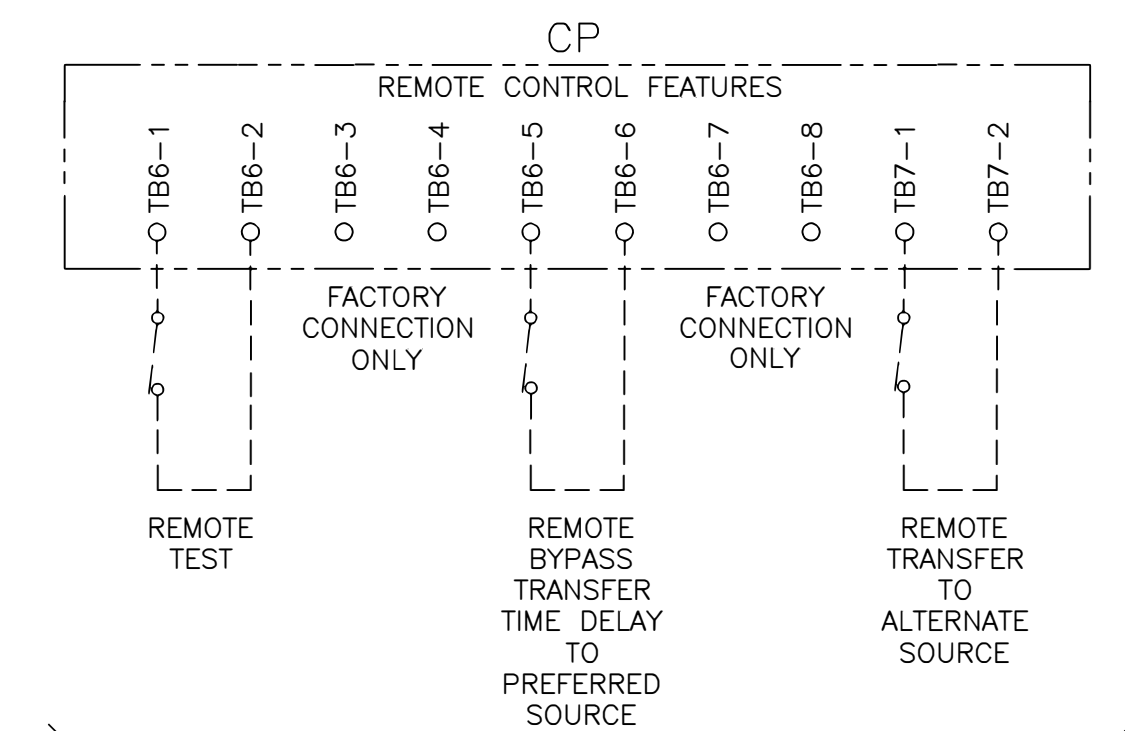 CP
REMOTE CONTROL FEATURES
TB6-1
TB6-2
TB6-3
TB6-4
TB6-5
TB6-6
TB6-7
TB6-8
TB7-1
TB7-2
FACTORY
CONNECTION
ONLY
FACTORY
CONNECTION
ONLY
REMOTE
TEST
REMOTE
BYPASS
TRANSFER
TIME DELAY
TO
PREFERRED
SOURCE
REMOTE
TRANSFER
TO
ALTERNATE
SOURCE